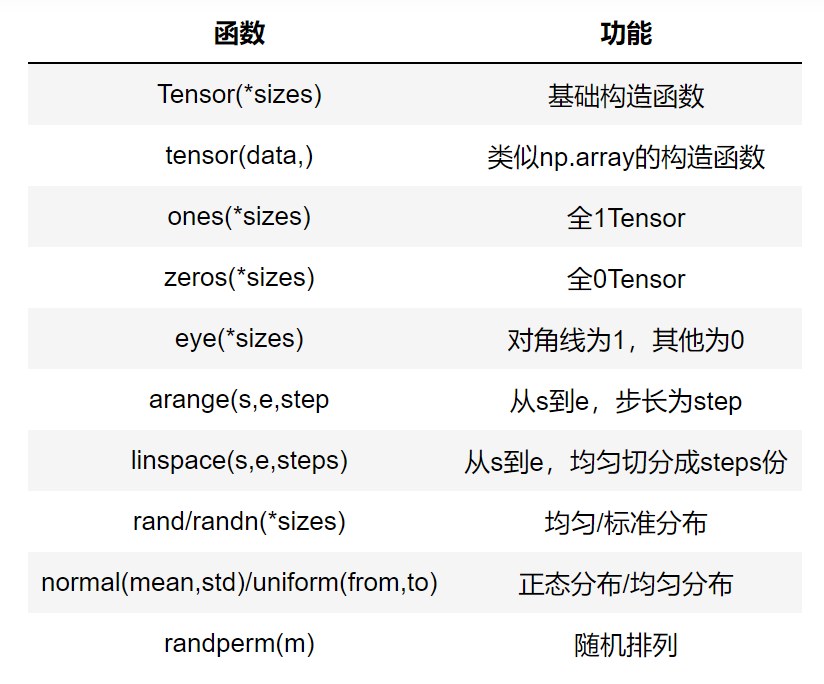 函数 功能
Tensor(*sizes) 基础构造函数
tensor(data,) 类似np.array的构造函数
ones(*sizes) 全1Tensor
zeros(*sizes) 全0Tensor
eye(*sizes) 对角线为1，其他为0
arange(s,e,step 从s到e，步长为step
linspace(s,e,steps) 从s到e，均匀切分成steps份
rand/randn(*sizes) 均匀/标准分布
normal(mean,std)/uniform(from,to) 正态分布/均匀分布
randperm(m) 随机排列